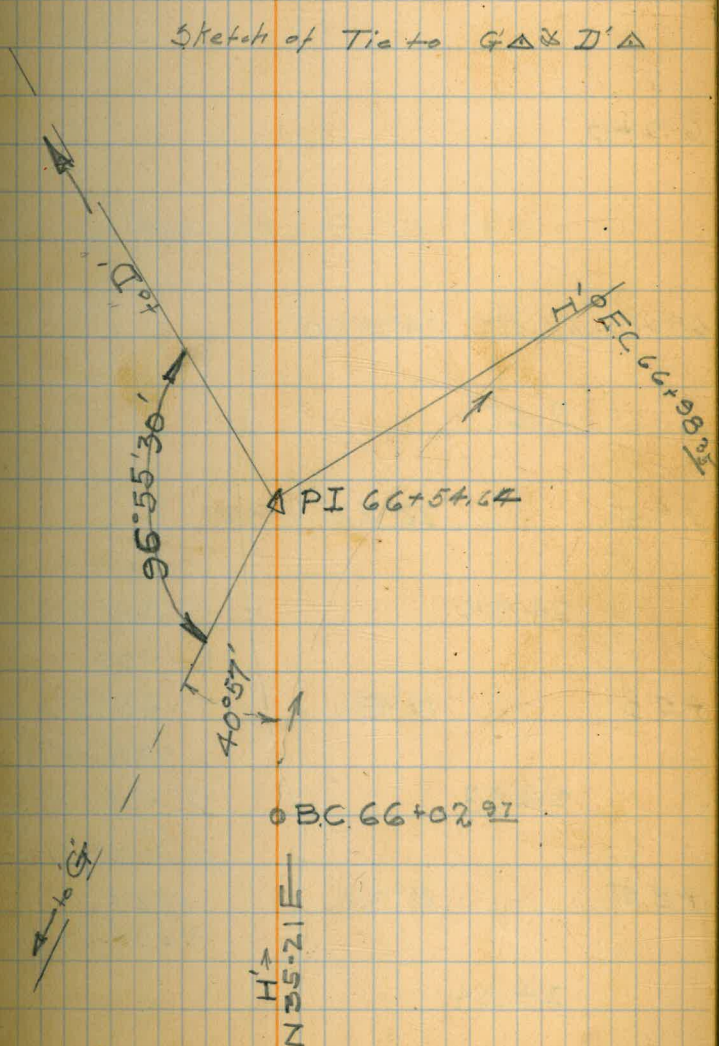 Sketch of Tie to G'△ & D'△
to D'
I'
E.C. 66+98 35
96°55'30"
PI 66+54.64
40°57'
B.C. 66+02 97
to G'
H'→
N 35-21 E